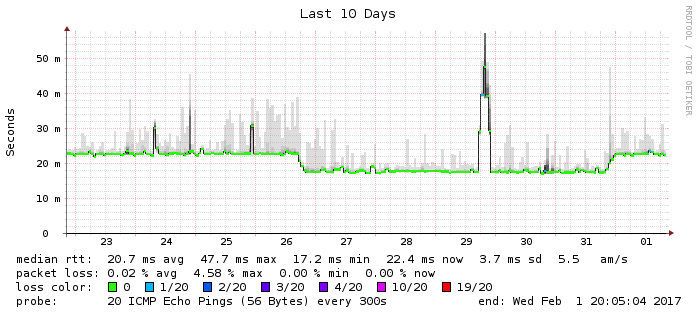 Last 10 Days
RRDTOOL / TOBI OETIKER
Seconds
50 m
40 m
30 m
20 m
10 m
0
23 24 25 26 27 28 29 30 31 01
median rtt: 20.7 ms avg 47.7 ms max 17.2 ms min 22.4 ms now 3.7 ms sd 5.5 am/s
packet loss: 0.02 % avg 4.58 % max 0.00 % min 0.00 % now
loss color: 0 1/20 2/20 3/20 4/20 10/20 19/20
probe: 20 ICMP Echo Pings (56 Bytes) every 300s end: Wed Feb 1 20:05:04 2017